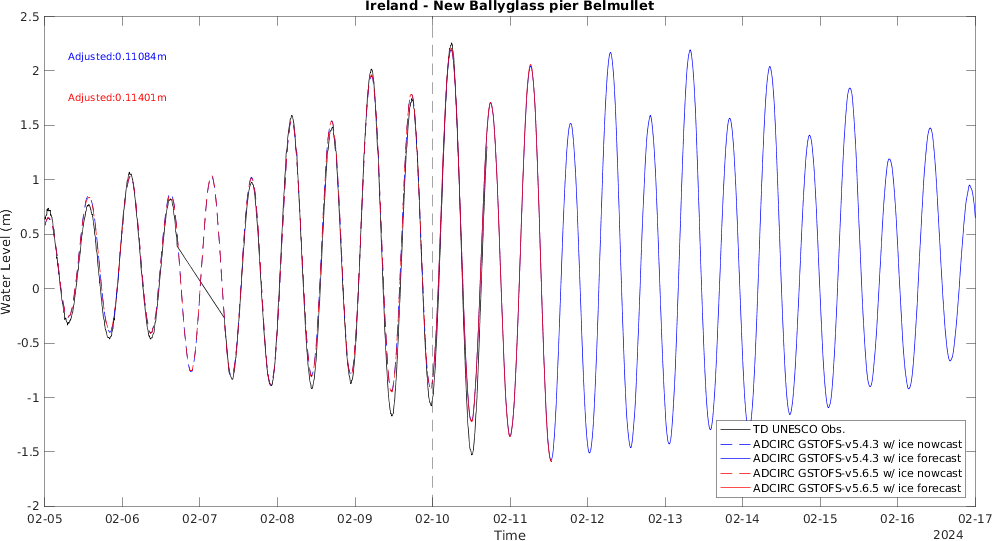 Ireland - New Ballyglass pier Belmullet
2.5
2
1.5
1
0.5
0
-0.5
-1
-1.5
-2
Water Level (m)
Adjusted:0.11084m
Adjusted:0.11401m
TD UNESCO Obs.
ADCIRC GSTOFS-v5.4.3 w/ ice nowcast
ADCIRC GSTOFS-v5.4.3 w/ ice forecast
ADCIRC GSTOFS-v5.6.5 w/ ice nowcast
ADCIRC GSTOFS-v5.6.5 w/ ice forecast
02-05 02-06 02-07 02-08 02-09 02-10 02-11 02-12 02-13 02-14 02-15 02-16 02-17
Time
2024